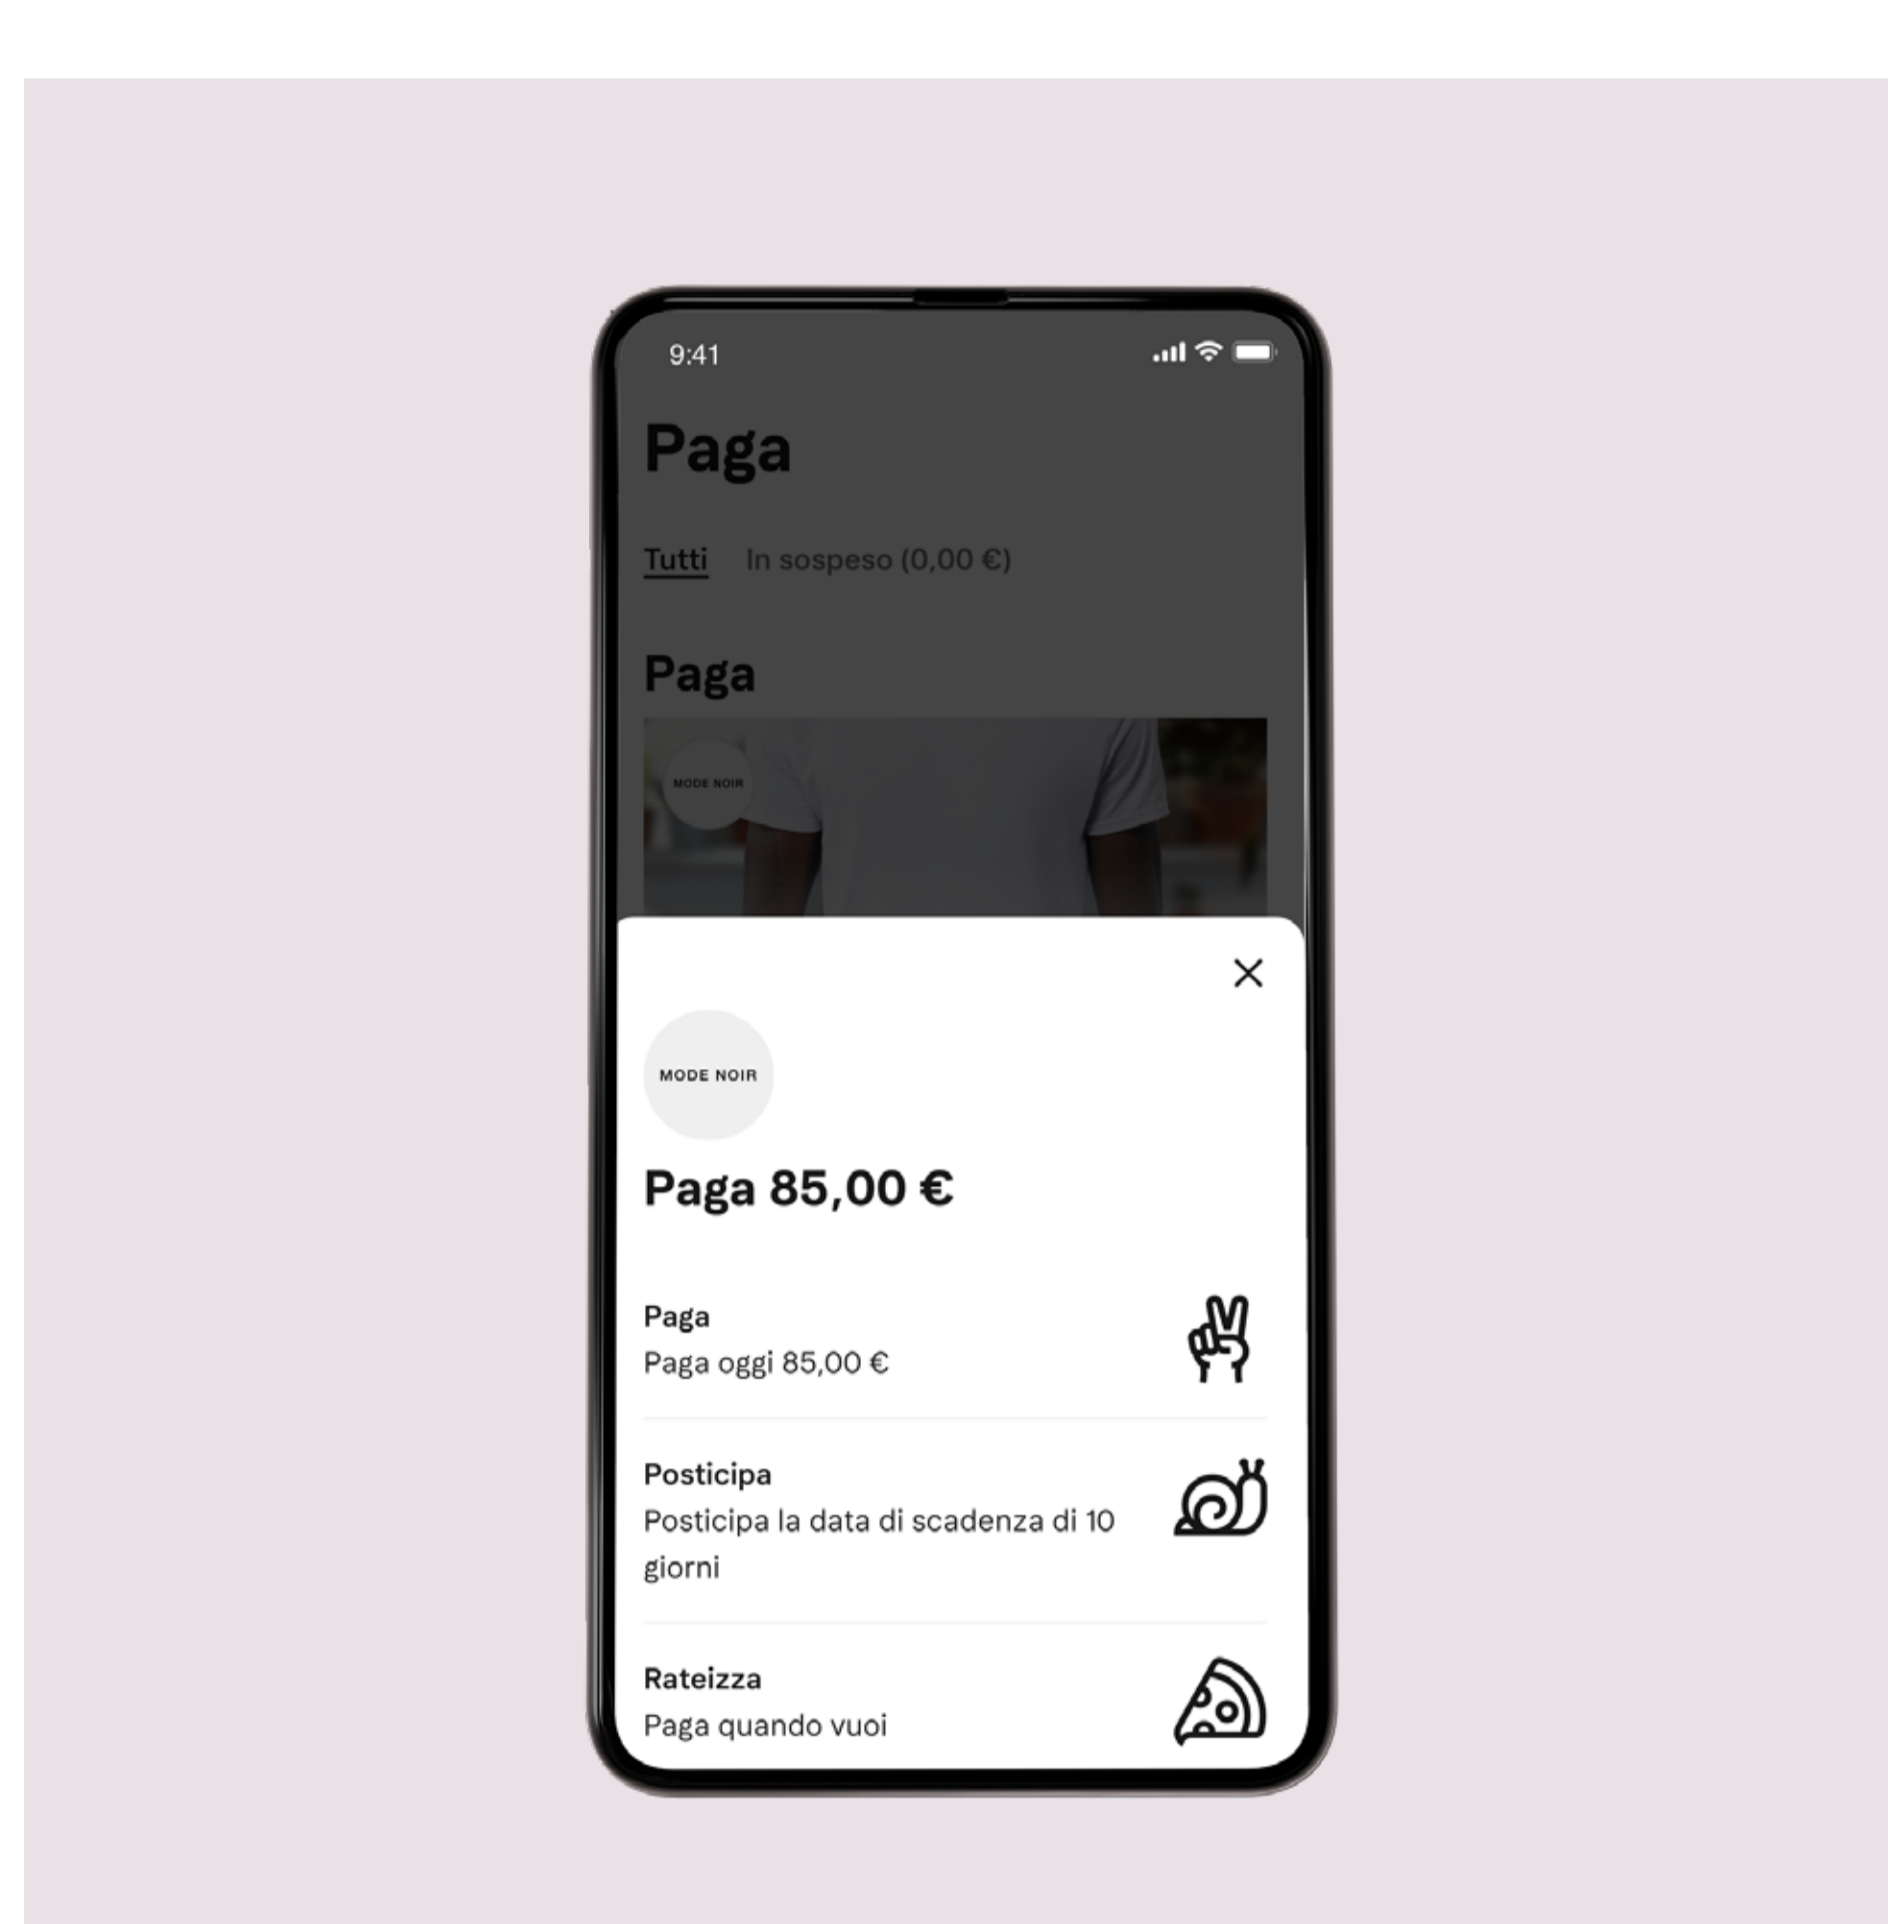 9:41
Paga
Tutti In sospeso (0,00 €)
Paga
MODE NOIR
MODE NOIR
Paga 85,00 €
Paga
Paga oggi 85,00 €
Posticipa
Posticipa la data di scadenza di 10
giorni
Rateizza
Paga quando vuoi